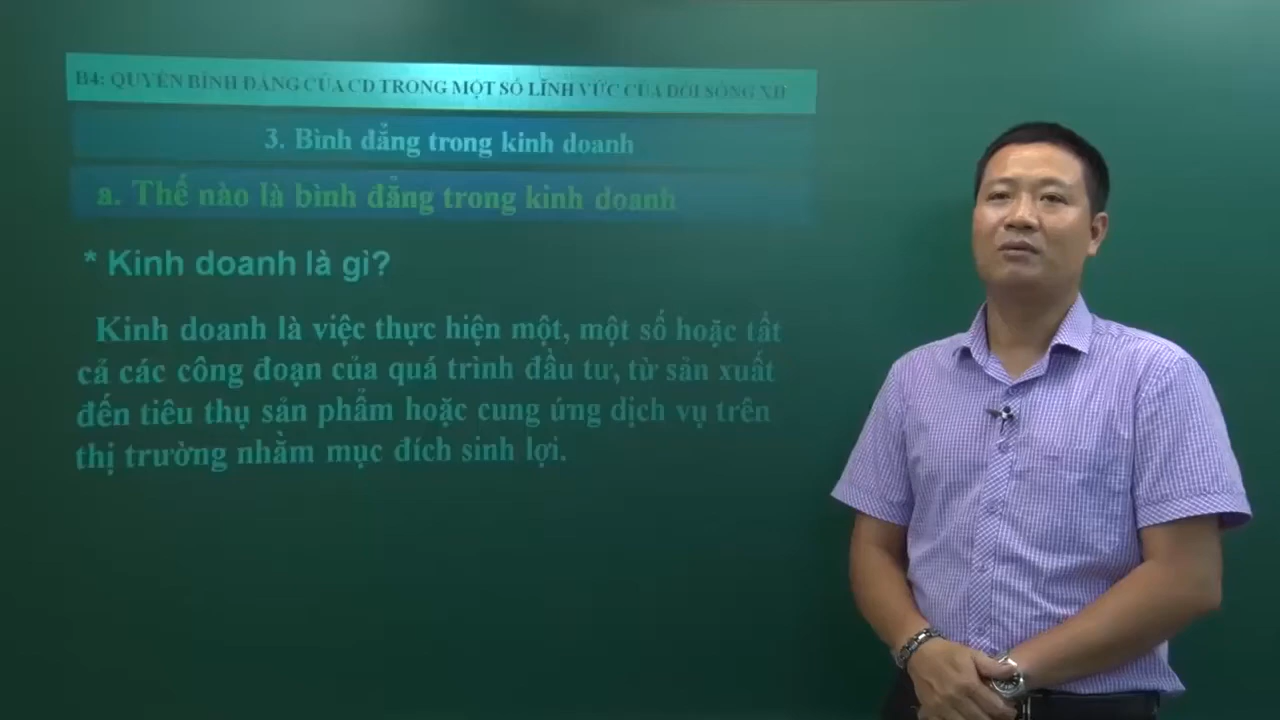 B4: QUYỀN BÌNH ĐẲNG CỦA CD TRONG MỘT SỐ LĨNH VỨC CỦA ĐỜI SỐNG XH
3. Bình đẳng trong kinh doanh
a. Thế nào là bình đẳng trong kinh doanh
* Kinh doanh là gì?
Kinh doanh là việc thực hiện một, một số hoặc tất
cả các công đoạn của quá trình đầu tư, từ sản xuất
đến tiêu thụ sản phẩm hoặc cung ứng dịch vụ trên
thị trường nhằm mục đích sinh lợi.